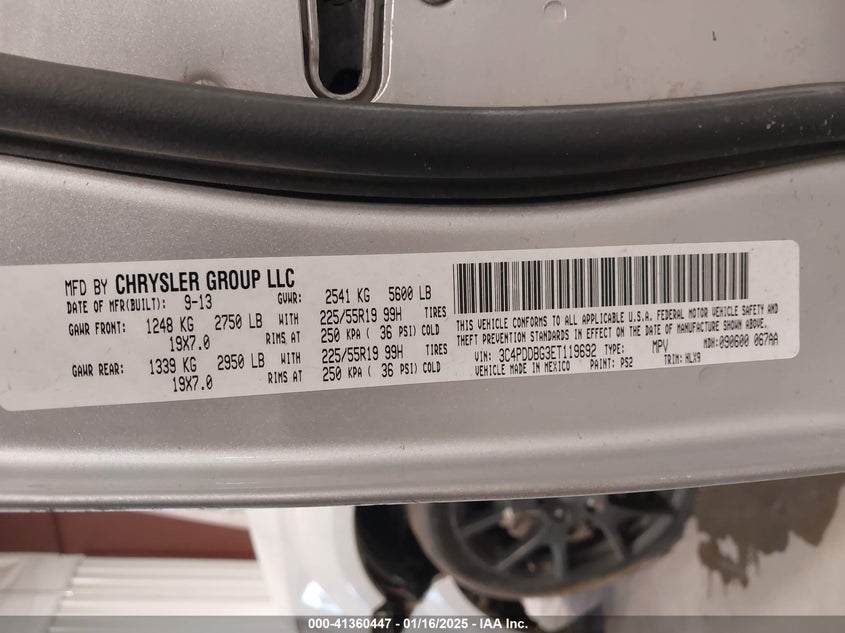 MFD BY CHRYSLER GROUP LLC
DATE OF MFR(BUILT): 9-13 GVWR: 2541 KG 5600 LB
GAWR FRONT: 1248 KG 2750 LB WITH 225/55R19 99H TIRES
19X7.0 RIMS AT 250 KPA ( 36 PSI) COLD
GAWR REAR: 1339 KG 2950 LB WITH 225/55R19 99H TIRES
19X7.0 RIMS AT 250 KPA ( 36 PSI) COLD
THIS VEHICLE CONFORMS TO ALL APPLICABLE U.S.A. FEDERAL MOTOR VEHICLE SAFETY AND
THEFT PREVENTION STANDARDS IN EFFECT ON THE DATE OF MANUFACTURE SHOWN ABOVE.
VIN: 3C4PDDBG3ET119692 TYPE: MPV MDH: 090600 067AA
VEHICLE MADE IN MEXICO PAINT: PS2 TRIM: HLX9
000-41360447 - 01/16/2025 - IAA, Inc.